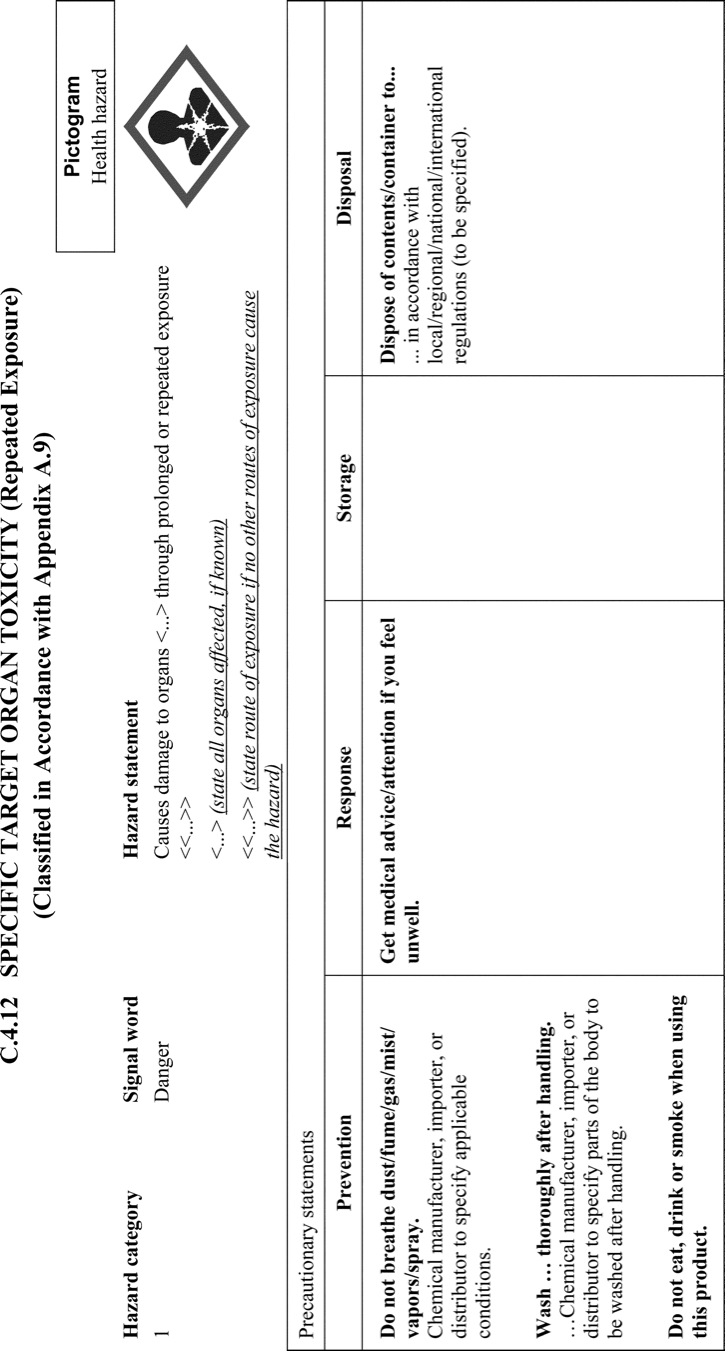 C.4.12 SPECIFIC TARGET ORGAN TOXICITY (Repeated Exposure)
(Classified in Accordance with Appendix A.9)
Pictogram
Health hazard
Hazard category
1
Signal word
Danger
Hazard statement
Causes damage to organs <...> through prolonged or repeated exposure
<<...>>
<...> (state all organs affected, if known)
<<...>> (state route of exposure if no other routes of exposure cause
the hazard)
Precautionary statements
Prevention
Response
Storage
Disposal
Do not breathe dust/fume/gas/mist/
vapors/spray.
Chemical manufacturer, importer, or
distributor to specify applicable
conditions.
Wash … thoroughly after handling.
…Chemical manufacturer, importer, or
distributor to specify parts of the body to
be washed after handling.
Do not eat, drink or smoke when using
this product.
Get medical advice/attention if you feel
unwell.
Dispose of contents/container to...
... in accordance with
local/regional/national/international
regulations (to be specified).